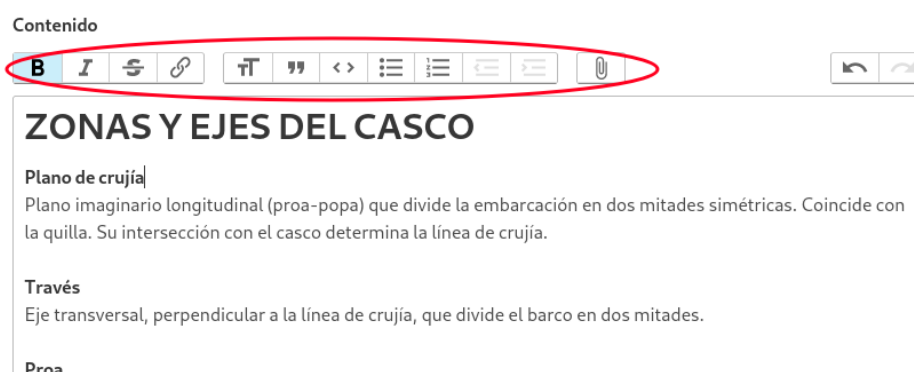 Contenido
B I S
ZONAS Y EJES DEL CASCO
Plano de crujía
Plano imaginario longitudinal (proa-popa) que divide la embarcación en dos mitades simétricas. Coincide con
la quilla. Su intersección con el casco determina la línea de crujía.
Través
Eje transversal, perpendicular a la línea de crujía, que divide el barco en dos mitades.
Proa